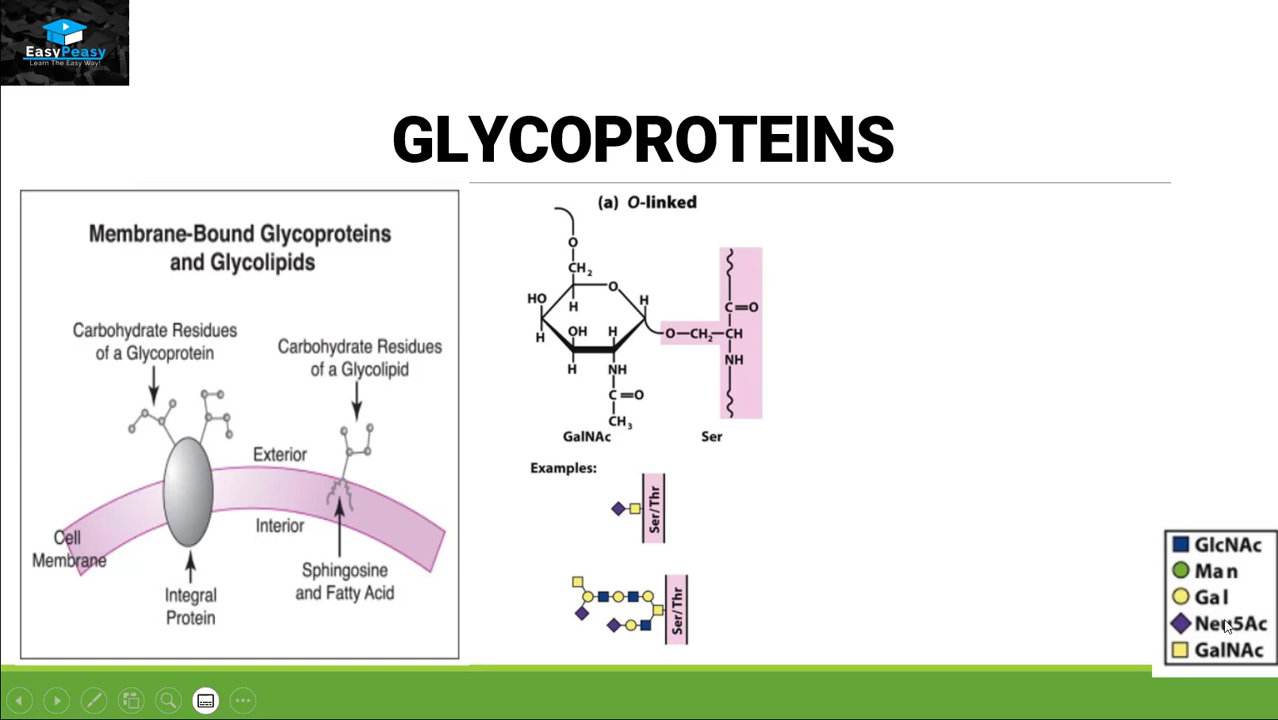 EasyPeasy
Learn The Easy Way!
GLYCOPROTEINS
Membrane-Bound Glycoproteins
and Glycolipids
Carbohydrate Residues
of a Glycoprotein
Carbohydrate Residues
of a Glycolipid
Exterior
Interior
Cell
Membrane
Integral
Protein
Sphingosine
and Fatty Acid
(a) O-linked
O
CH2
O
HO
H
H
OH
H
H
H
NH
C=O
CH3
O—CH2—CH
C=O
NH
GalNAc
Ser
Examples:
Ser/Thr
Ser/Thr
GlcNAc
Man
Gal
Neu5Ac
GalNAc